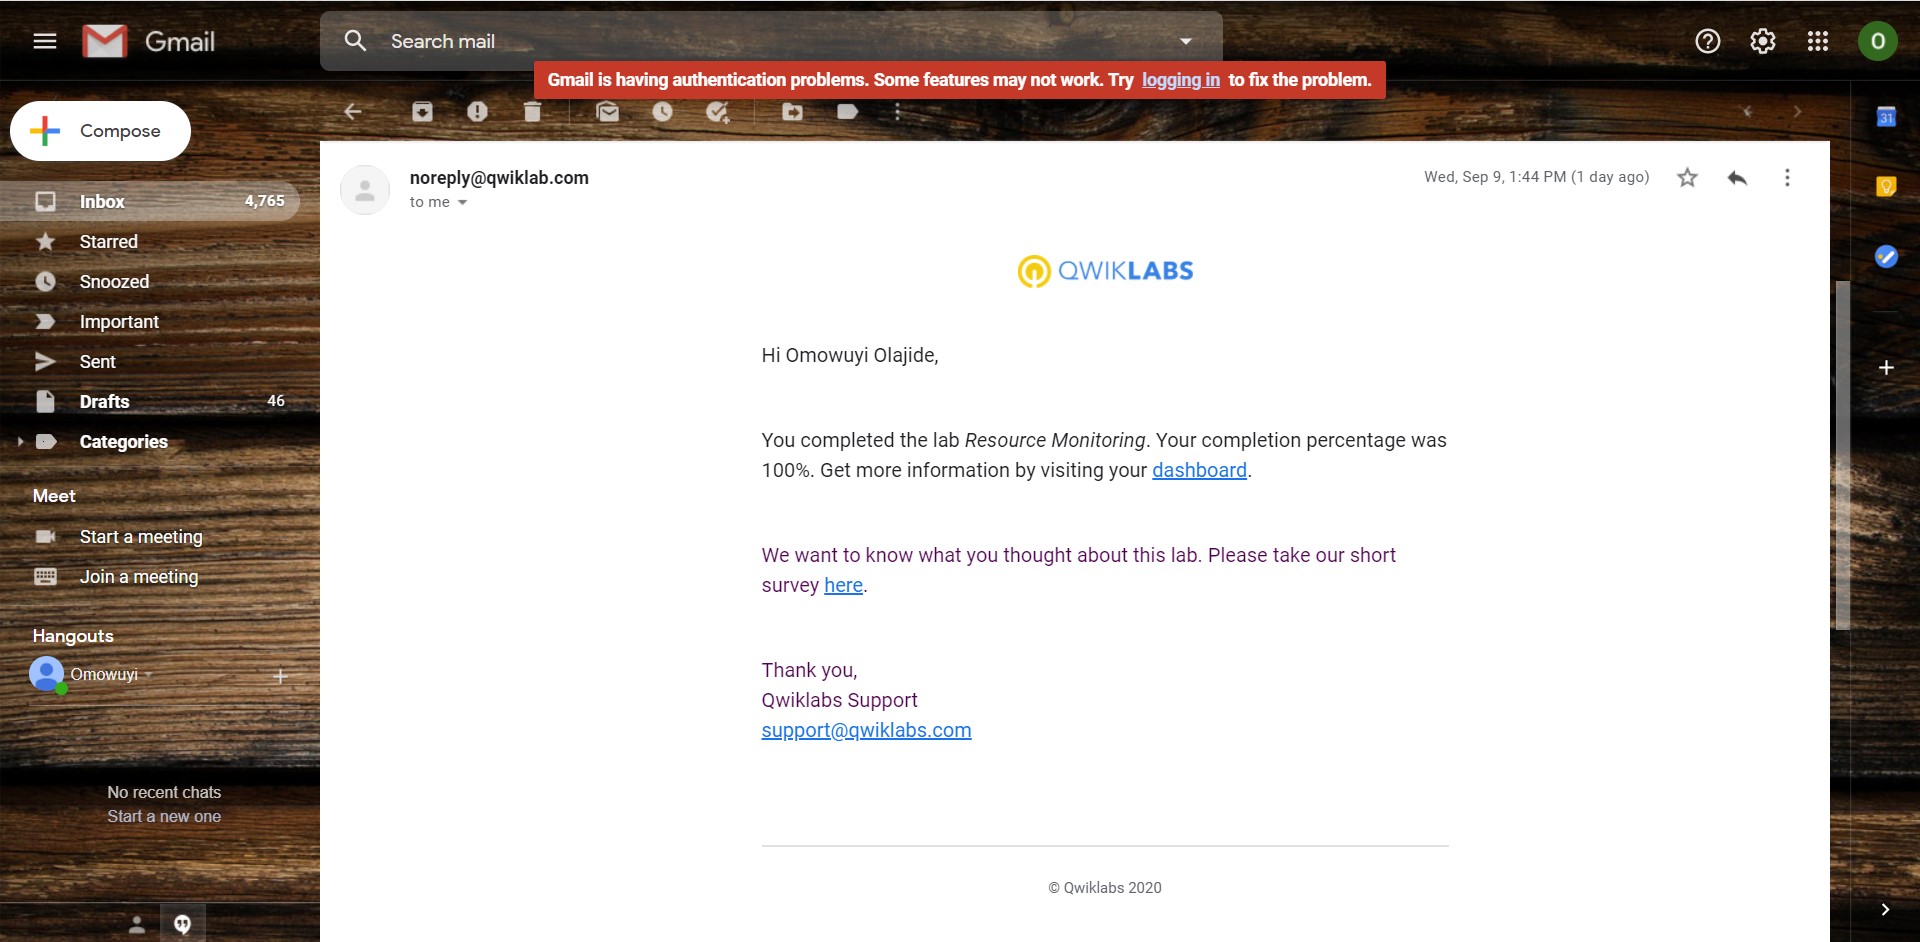 Gmail
Search mail
Gmail is having authentication problems. Some features may not work. Try logging in to fix the problem.
O
Compose
Inbox 4,765
Starred
Snoozed
Important
Sent
Drafts 46
Categories
Meet
Start a meeting
Join a meeting
Hangouts
Omowuyi
No recent chats
Start a new one
noreply@qwiklab.com
to me
Wed, Sep 9, 1:44 PM (1 day ago)
QWIKLABS
Hi Omowuyi Olajide,
You completed the lab Resource Monitoring. Your completion percentage was
100%. Get more information by visiting your dashboard.
We want to know what you thought about this lab. Please take our short
survey here.
Thank you,
Qwiklabs Support
support@qwiklabs.com
© Qwiklabs 2020
31